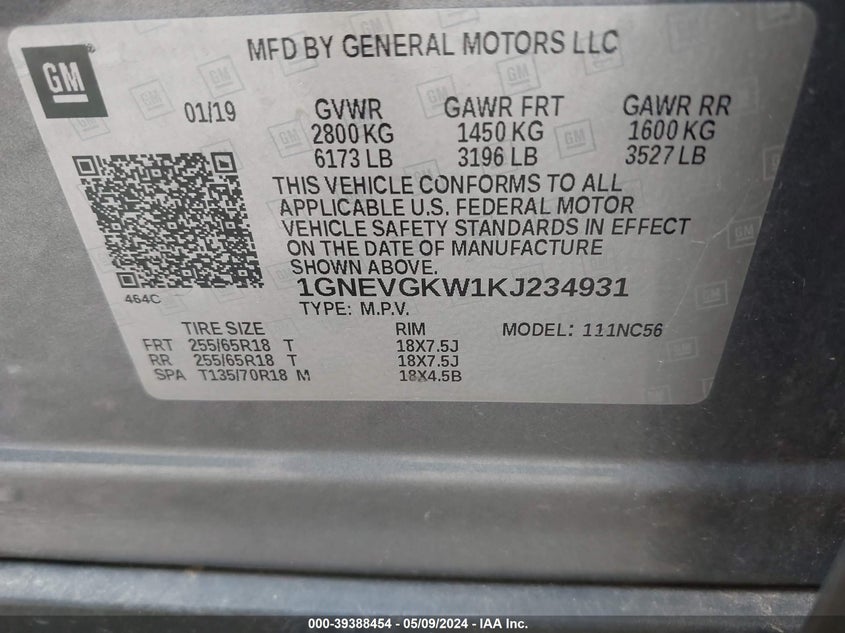 GM
MFD BY GENERAL MOTORS LLC
01/19 GVWR GAWR FRT GAWR RR
2800 KG 1450 KG 1600 KG
6173 LB 3196 LB 3527 LB
THIS VEHICLE CONFORMS TO ALL
APPLICABLE U.S. FEDERAL MOTOR
VEHICLE SAFETY STANDARDS IN EFFECT
ON THE DATE OF MANUFACTURE
SHOWN ABOVE.
464C
1GNEVGKW1KJ234931
TYPE: M.P.V.
TIRE SIZE RIM MODEL: 111NC56
FRT 255/65R18 T 18X7.5J
RR 255/65R18 T 18X7.5J
SPA T135/70R18 M 18X4.5B
000-39388454 - 05/09/2024 - IAA Inc.